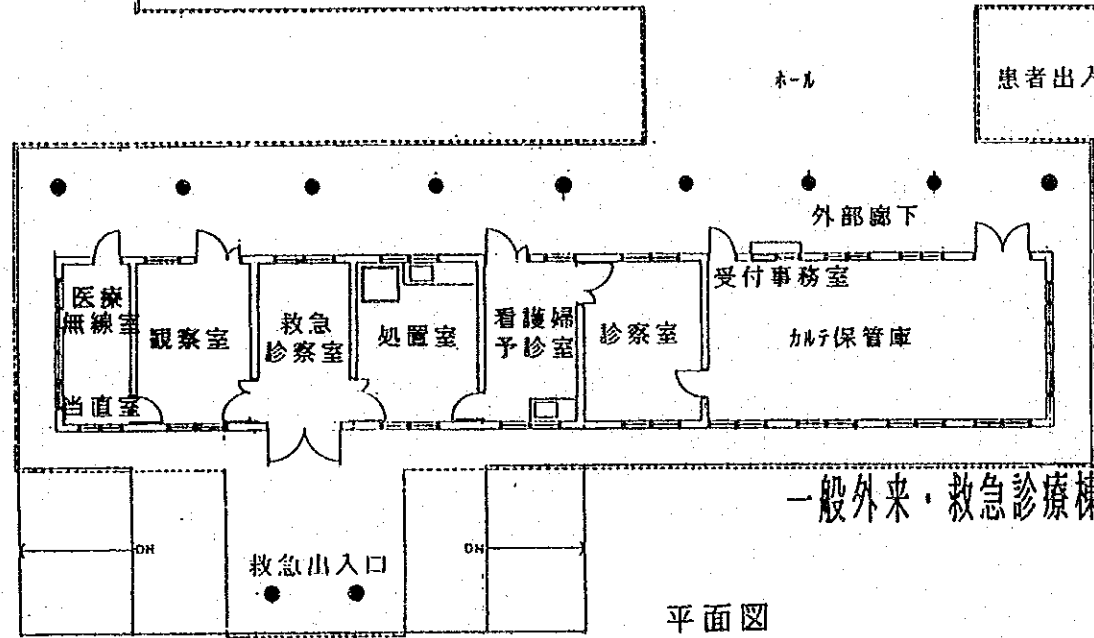 ホール
患者出入
外部廊下
医療
無線室
当直室
観察室
救急
診察室
処置室
看護婦
予診室
診察室
受付事務室
カルテ保管庫
一般外来・救急診療棟
DN
DN
救急出入口
平面図